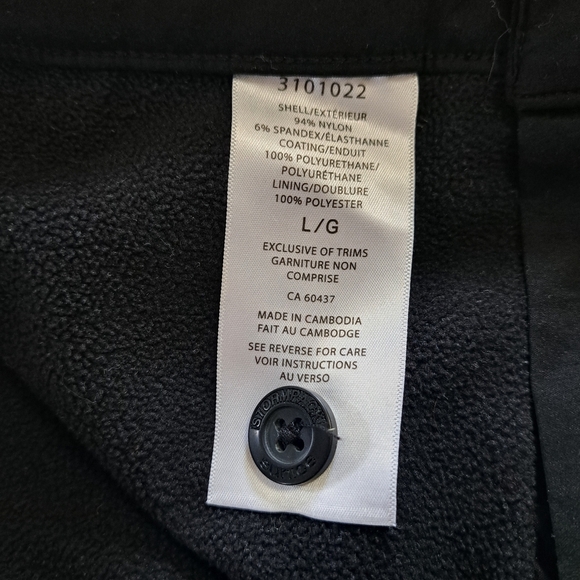 3101022
SHELL/EXTÉRIEUR
94% NYLON
6% SPANDEX/ÉLASTHANNE
COATING/ENDUIT
100% POLYURETHANE/
POLYURÉTHANE
LINING/DOUBLURE
100% POLYESTER
L/G
EXCLUSIVE OF TRIMS
GARNITURE NON
COMPRISE
CA 60437
MADE IN CAMBODIA
FAIT AU CAMBODGE
SEE REVERSE FOR CARE
VOIR INSTRUCTIONS
AU VERSO